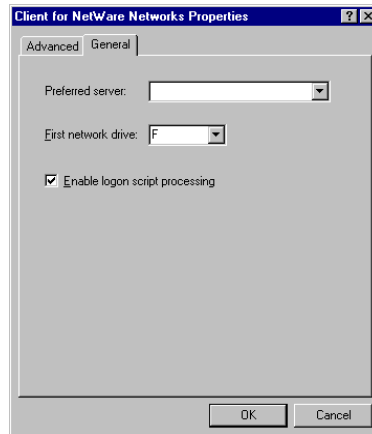 Client for NetWare Networks Properties
Advanced General
Preferred server:
First network drive: F
Enable logon script processing
OK Cancel